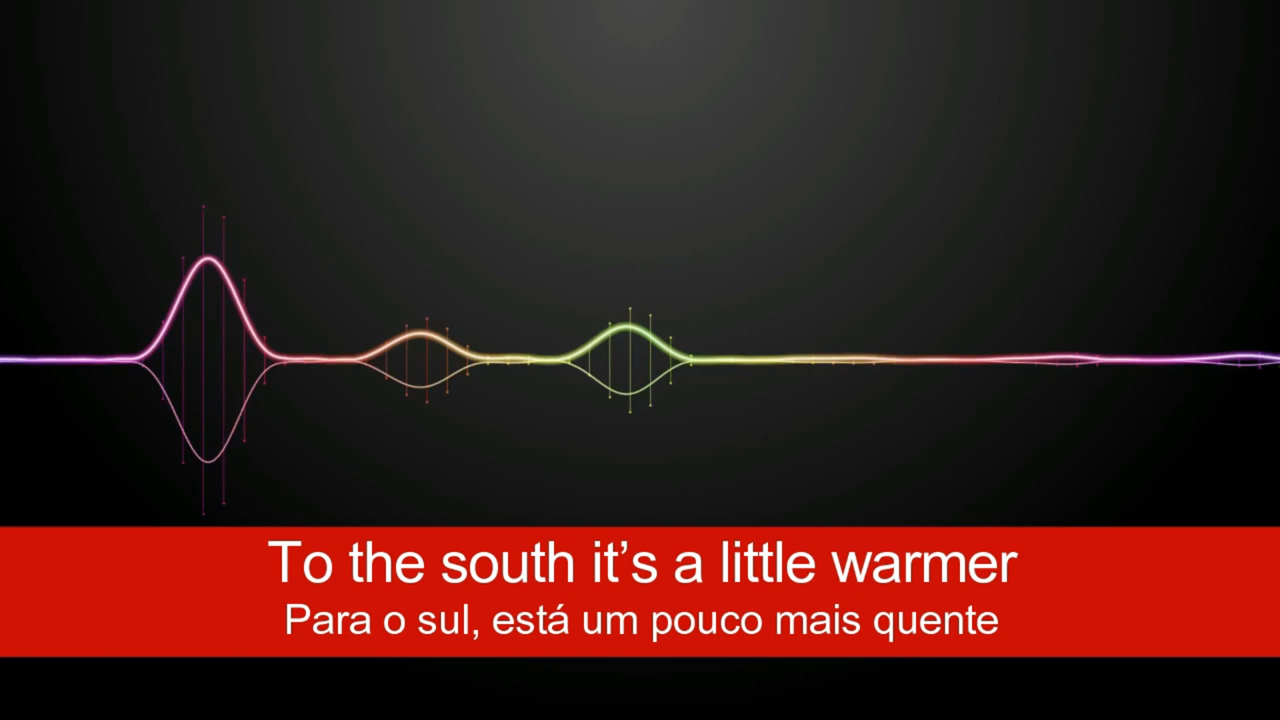 To the south it’s a little warmer
Para o sul, está um pouco mais quente